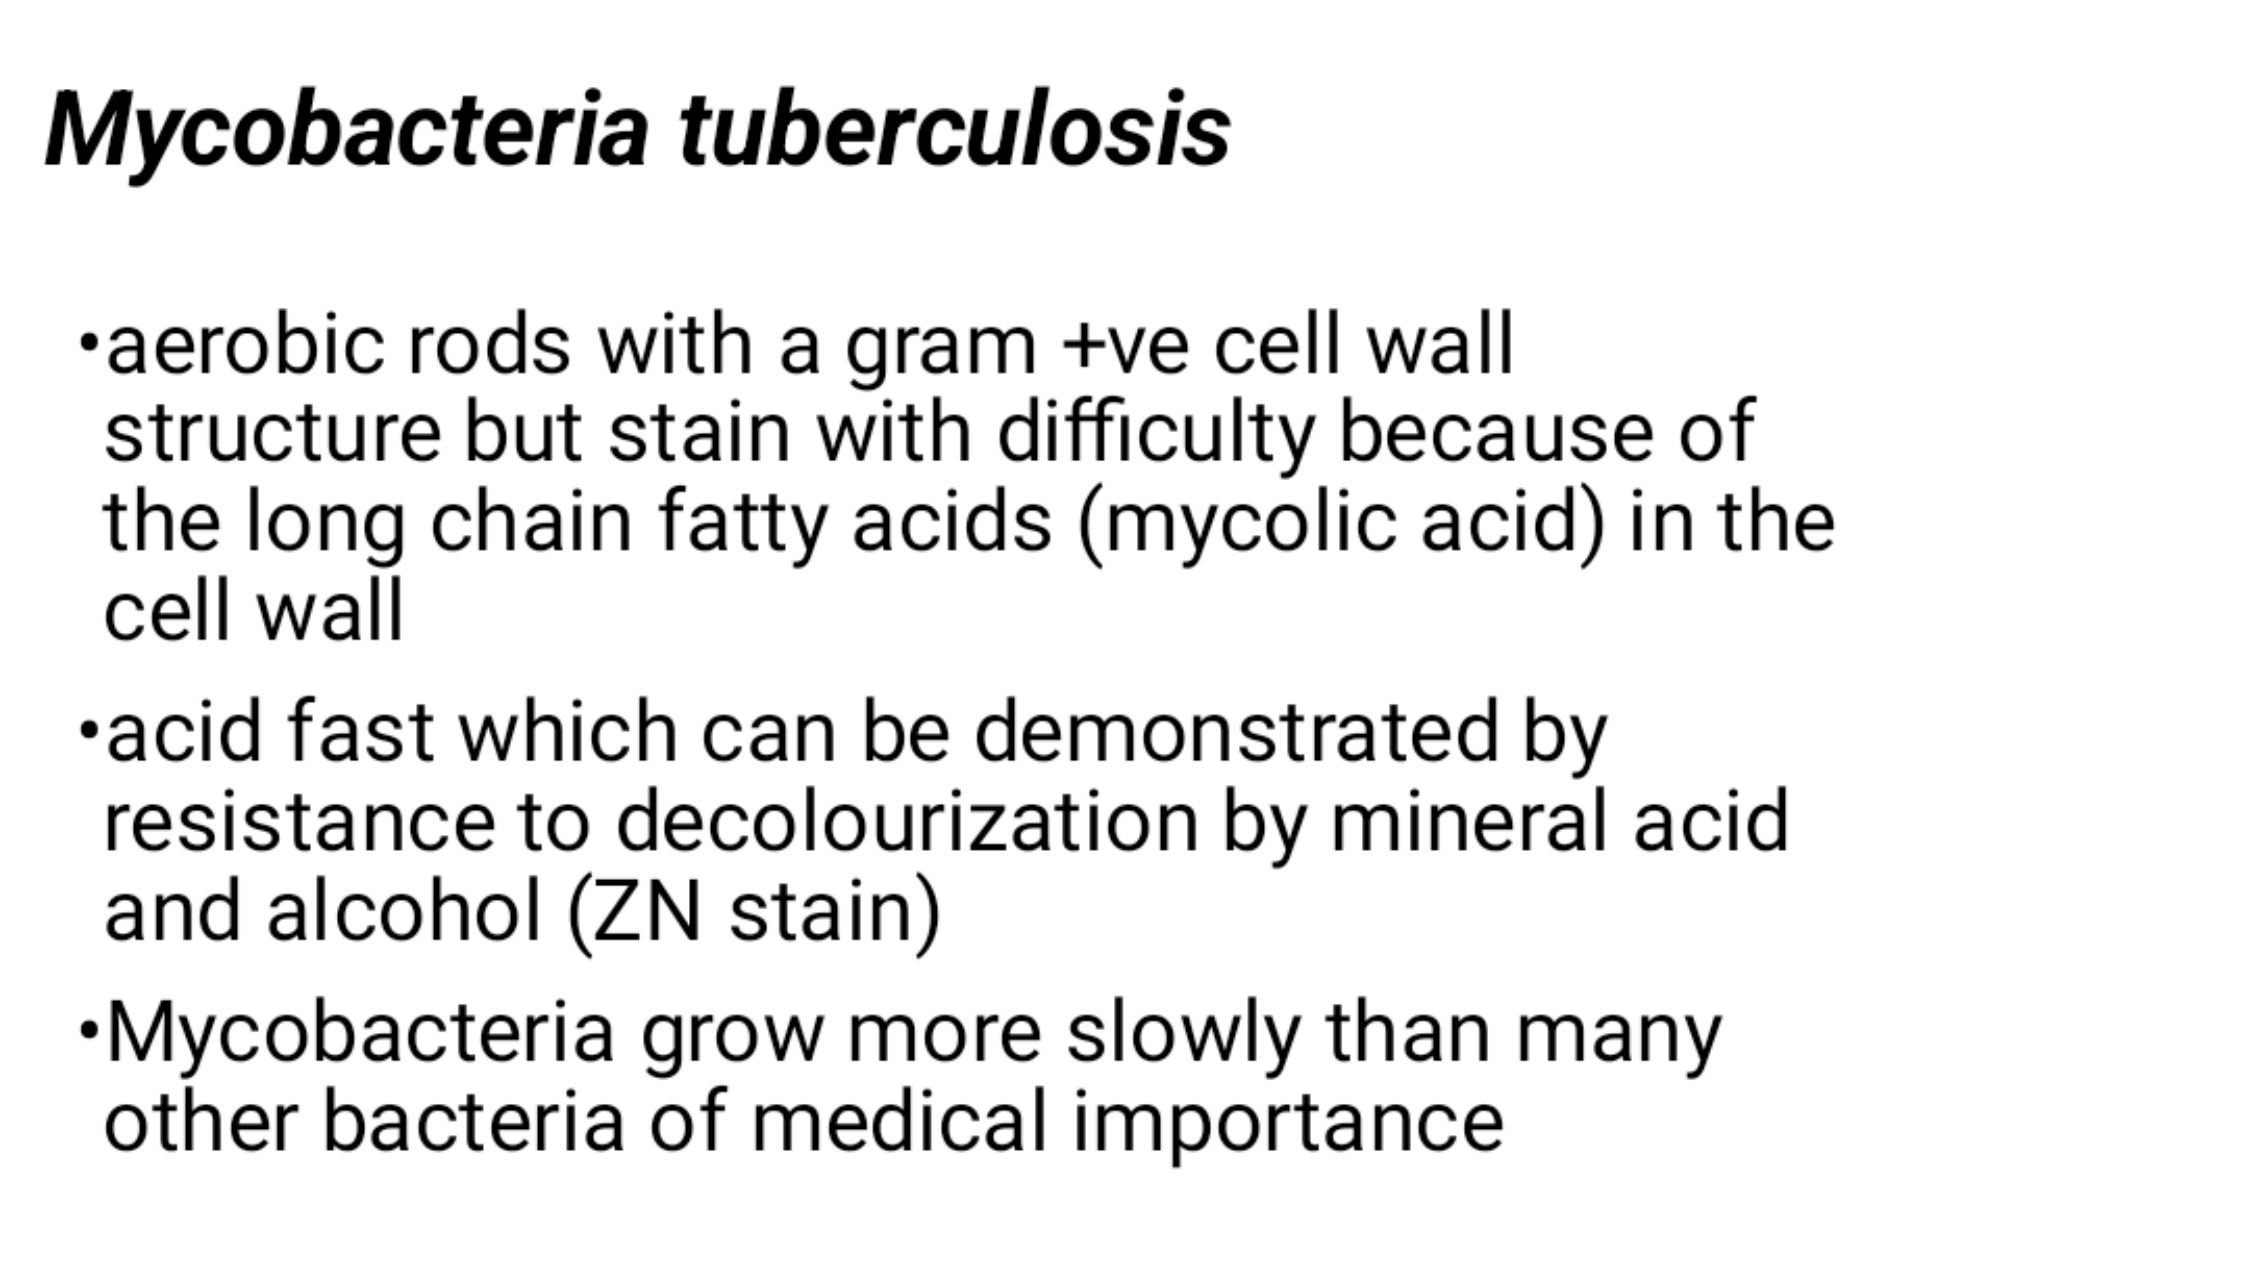 Mycobacteria tuberculosis
•aerobic rods with a gram +ve cell wall
structure but stain with difficulty because of
the long chain fatty acids (mycolic acid) in the
cell wall
•acid fast which can be demonstrated by
resistance to decolourization by mineral acid
and alcohol (ZN stain)
•Mycobacteria grow more slowly than many
other bacteria of medical importance